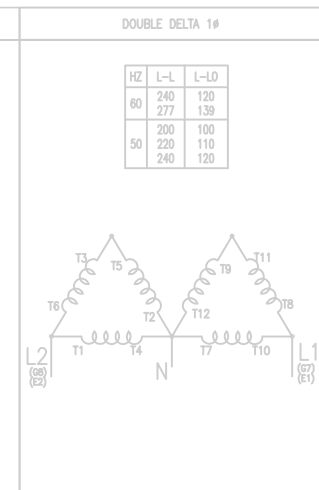 DOUBLE DELTA 1ø
HZ L-L L-LO
60 240 120
277 139
50 200 100
220 110
240 120
T3 T5 T9 T11
T6 T2 T12 T8
T1 T4 T7 T10
L2 N L1
(G8) (G7)
(E2) (E1)